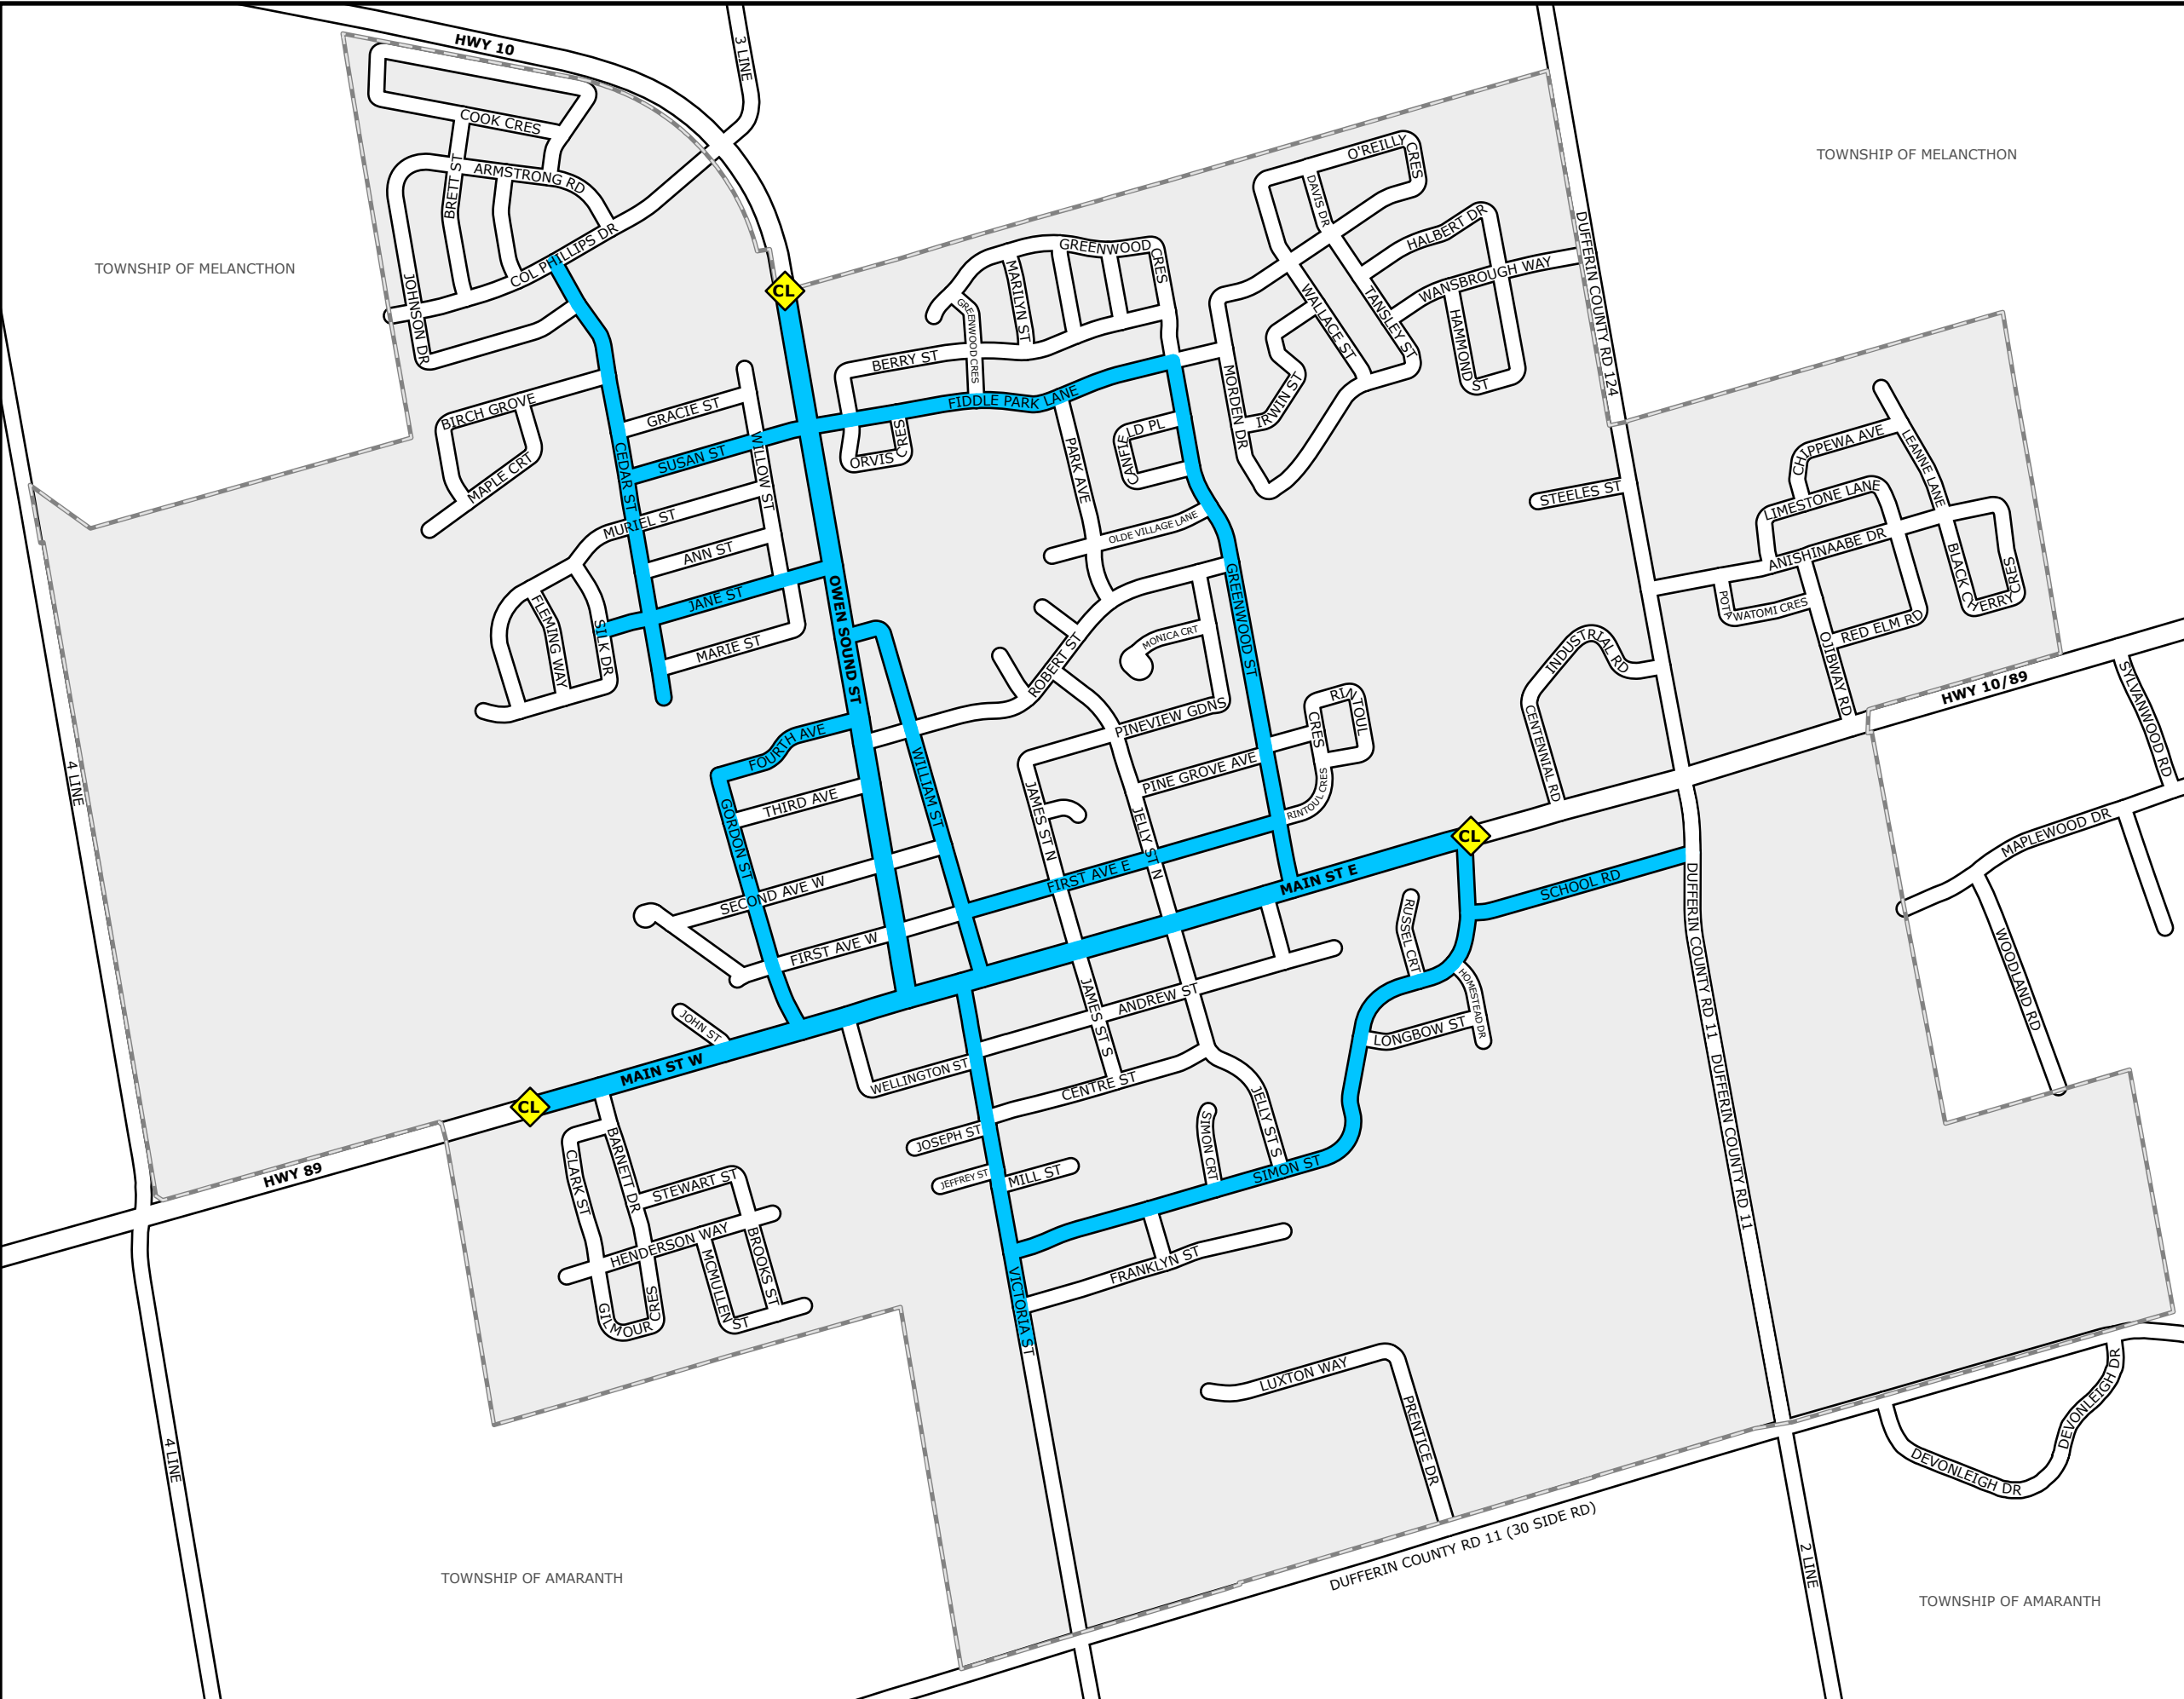 HWY 10
3 LINE
COOK CRES
ARMSTRONG RD
BRETT ST
COL PHILLIPS DR
JOHNSON DR
TOWNSHIP OF MELANCTHON
TOWNSHIP OF MELANCTHON
CL
O'REILLY
CRES
DAVIS DR
HALBERT DR
WANSBROUGH WAY
WALLACE ST
TANSLEY ST
HAMMOND
ST
DUFFERIN COUNTY RD 124
GREENWOOD
CRES
MARILYN ST
GREENWOOD CRES
BERRY ST
FIDDLE PARK LANE
MORDEN DR
IRWIN ST
BIRCH GROVE
MAPLE CRT
GRACIE ST
SUSAN ST
WILLOW ST
CEDAR ST
MURIEL ST
ANN ST
JANE ST
MARIE ST
FLEMING WAY
SILK DR
ORVIS
CRES
CANFIE
LD PL
PARK AVE
OLDE VILLAGE LANE
STEELES ST
CHIPPEWA AVE
LEANNE LANE
LIMESTONE LANE
ANISHINAABE DR
BLACK C
HERRY
CRES
POTA
WATOMI CRES
RED ELM RD
OJIBWAY RD
INDUSTRIAL RD
CENTENNIAL RD
HWY 10/89
SYLVANWOOD RD
MAPLEWOOD DR
WOODLAND RD
OWEN SOUND ST
GREENWOOD ST
MONICA CRT
ROBERT ST
PINEVIEW GDNS
RIN
TOUL
CRES
RINTOUL CRES
PINE GROVE AVE
FOURTH AVE
THIRD AVE
GORDON ST
WILLIAM ST
JAMES ST N
JELLY ST N
SECOND AVE W
FIRST AVE W
FIRST AVE E
MAIN ST E
CL
SCHOOL RD
RUSSEL CRT
HOMESTEAD DR
LONGBOW ST
DUFFERIN COUNTY RD 11
DUFFERIN COUNTY RD 11
4 LINE
JOHN ST
MAIN ST W
CL
HWY 89
WELLINGTON ST
ANDREW ST
JAMES ST S
CENTRE ST
JOSEPH ST
JEFFREY ST
MILL ST
SIMON CRT
JELLY ST S
SIMON ST
FRANKLYN ST
VICTORIA ST
CLARK ST
BARNETT DR
STEWART ST
HENDERSON WAY
BROOKS ST
MCMULLEN
ST
GILMOUR
CRES
LUXTON WAY
PRENTICE DR
DEVONLEIGH DR
DEVONLEIGH DR
4 LINE
2 LINE
DUFFERIN COUNTY RD 11 (30 SIDE RD)
TOWNSHIP OF AMARANTH
TOWNSHIP OF AMARANTH